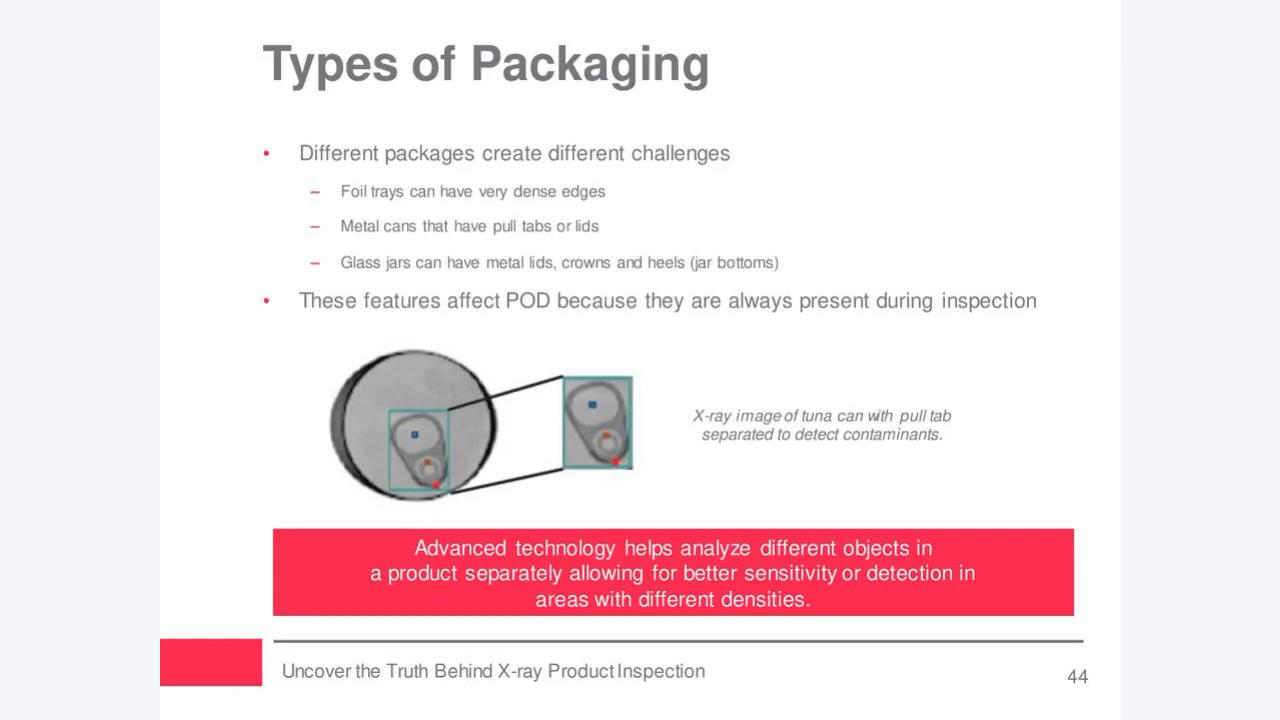 Types of Packaging
• Different packages create different challenges
– Foil trays can have very dense edges
– Metal cans that have pull tabs or lids
– Glass jars can have metal lids, crowns and heels (jar bottoms)
• These features affect POD because they are always present during inspection
X-ray image of tuna can with pull tab
separated to detect contaminants.
Advanced technology helps analyze different objects in
a product separately allowing for better sensitivity or detection in
areas with different densities.
Uncover the Truth Behind X-ray Product Inspection
44